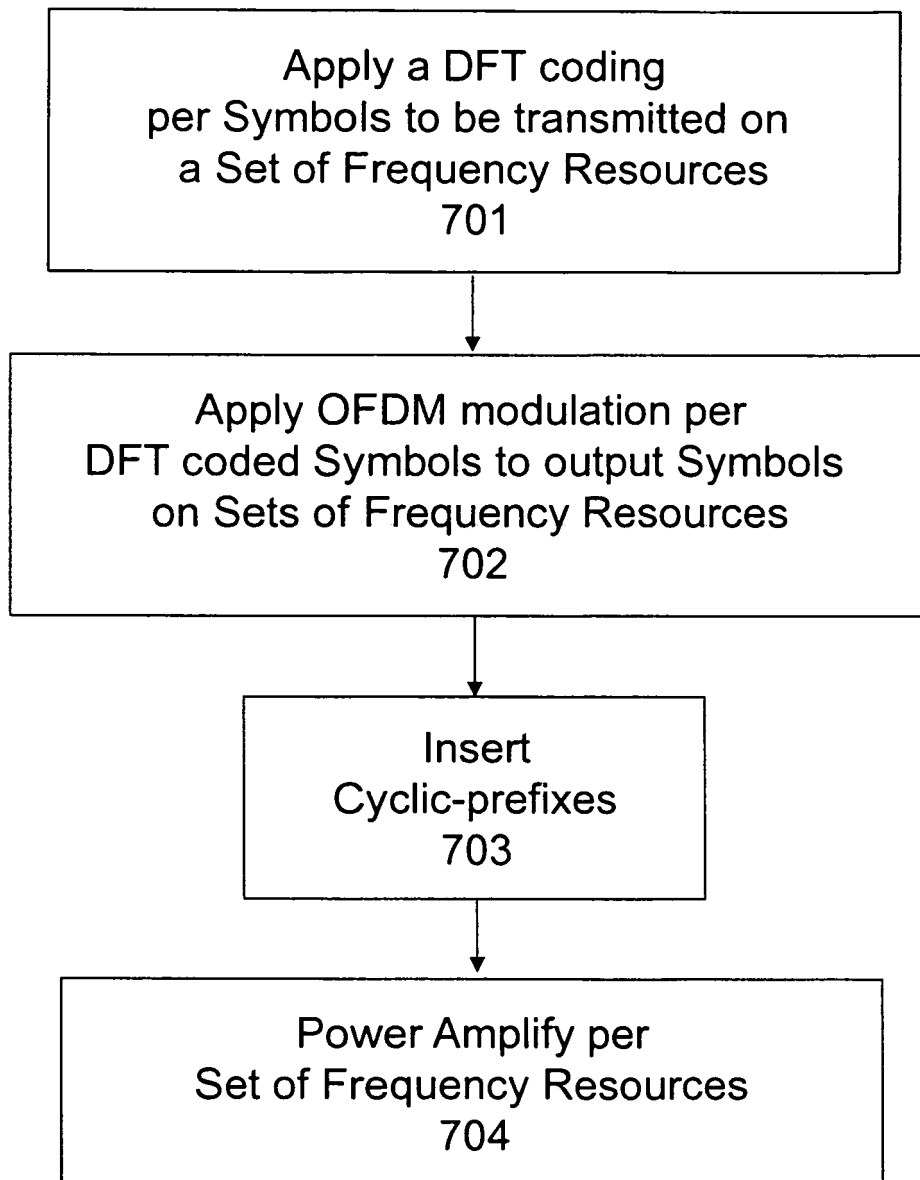 Apply a DFT coding
per Symbols to be transmitted on
a Set of Frequency Resources
701
Apply OFDM modulation per
DFT coded Symbols to output Symbols
on Sets of Frequency Resources
702
Insert
Cyclic-prefixes
703
Power Amplify per
Set of Frequency Resources
704